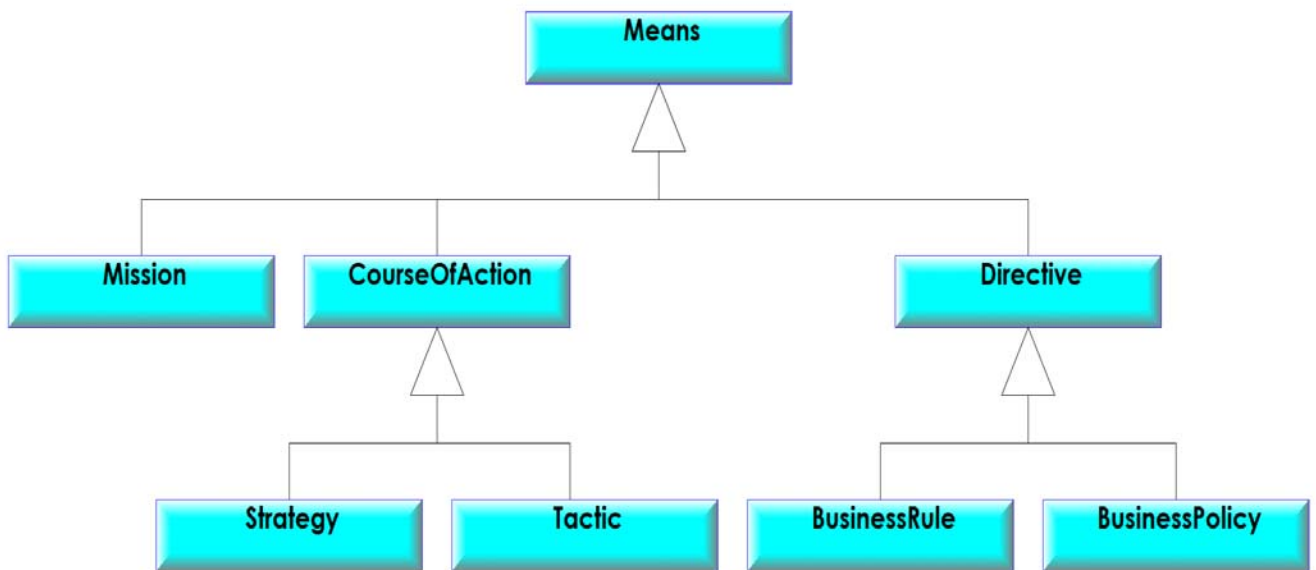 Means
Mission
CourseOfAction
Directive
Strategy
Tactic
BusinessRule
BusinessPolicy